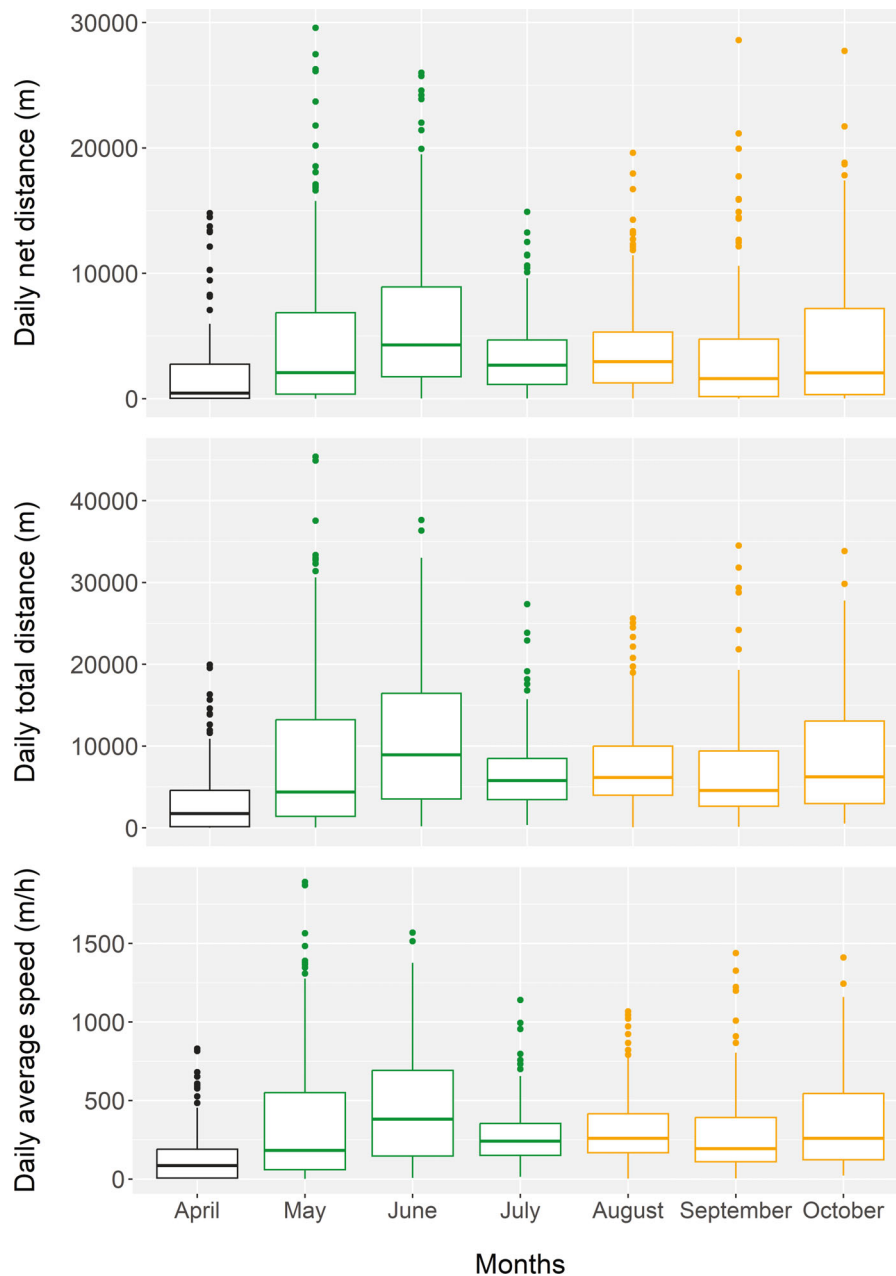 Daily net distance (m)
30000
20000
10000
0
Daily total distance (m)
40000
30000
20000
10000
0
Daily average speed (m/h)
1500
1000
500
0
April May June July August September October
Months